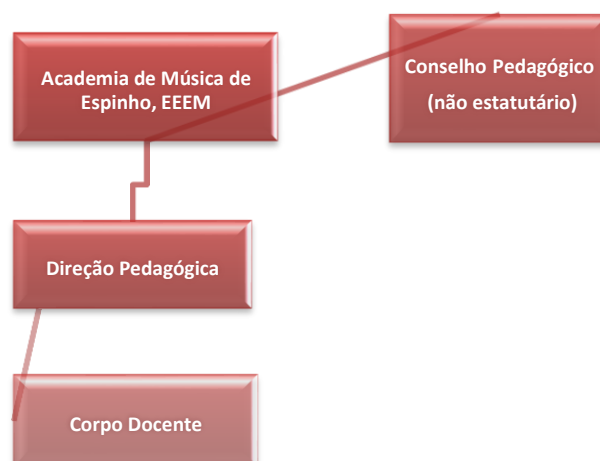 Academia de Música de
Espinho, EEEM
Conselho Pedagógico
(não estatutário)
Direção Pedagógica
Corpo Docente